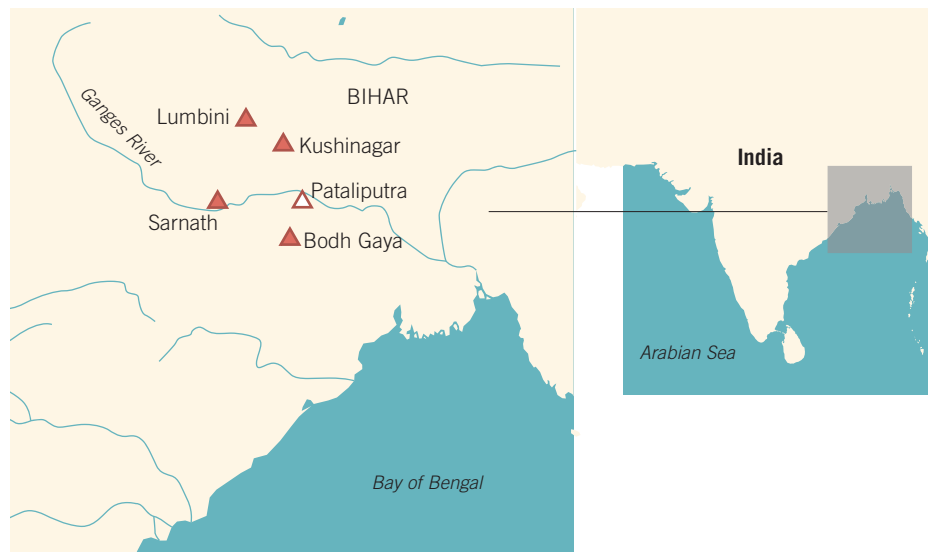 BIHAR
Lumbini
Ganges River
Kushinagar
Pataliputra
Sarnath
Bodh Gaya
Bay of Bengal
India
Arabian Sea